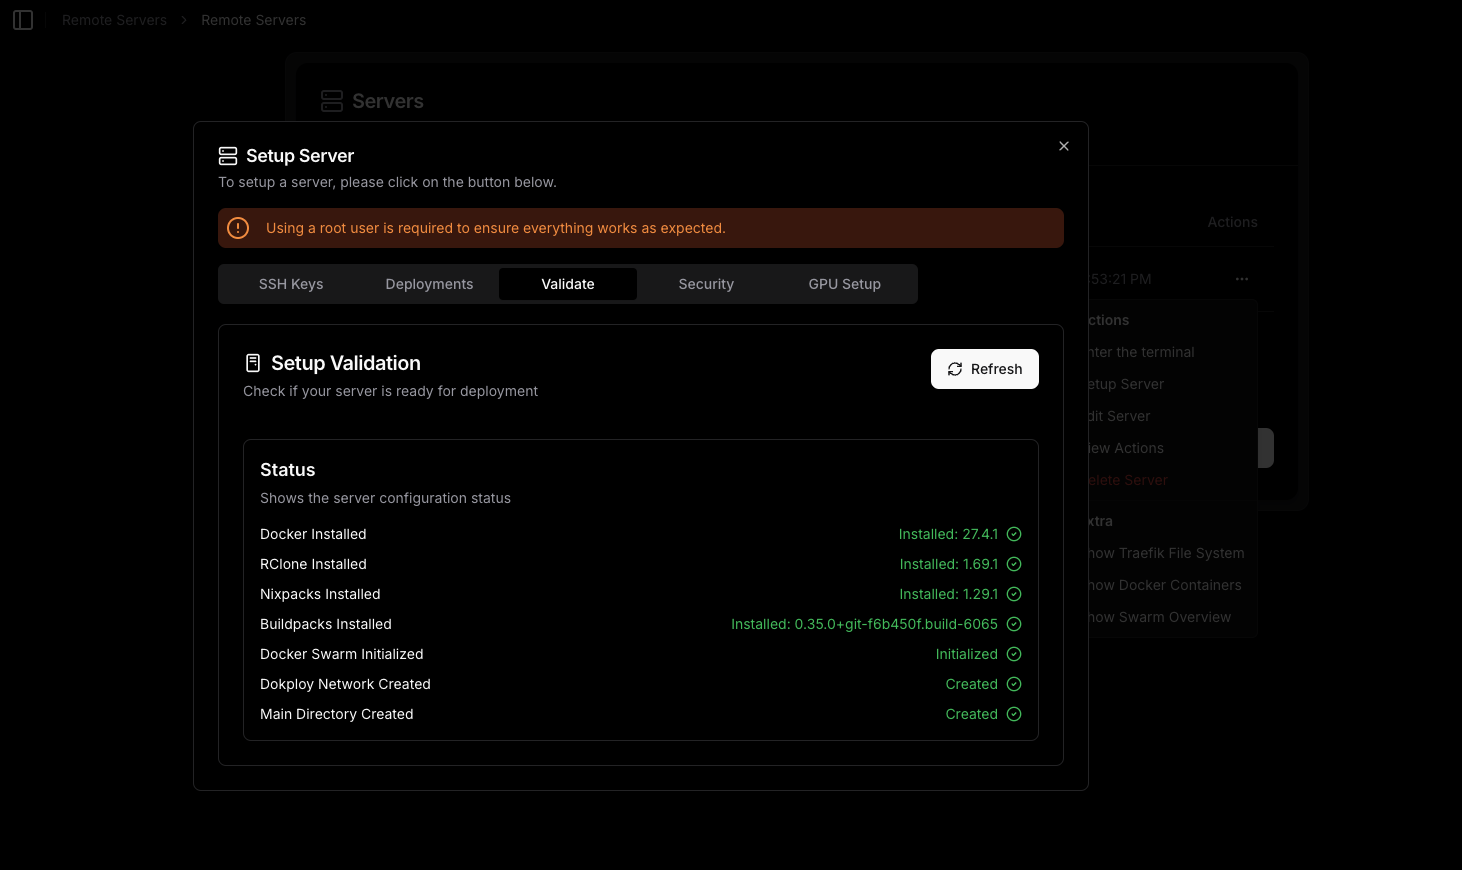 Remote Servers > Remote Servers
Servers
Setup Server
To setup a server, please click on the button below.
Using a root user is required to ensure everything works as expected.
SSH Keys Deployments Validate Security GPU Setup
Setup Validation
Check if your server is ready for deployment
Refresh
Status
Shows the server configuration status
Docker Installed Installed: 27.4.1
RClone Installed Installed: 1.69.1
Nixpacks Installed Installed: 1.29.1
Buildpacks Installed Installed: 0.35.0+git-f6b450f.build-6065
Docker Swarm Initialized Initialized
Dokploy Network Created Created
Main Directory Created Created
Actions
:53:21 PM
ctions
nter the terminal
etup Server
dit Server
iew Actions
elete Server
xtra
how Traefik File System
how Docker Containers
how Swarm Overview